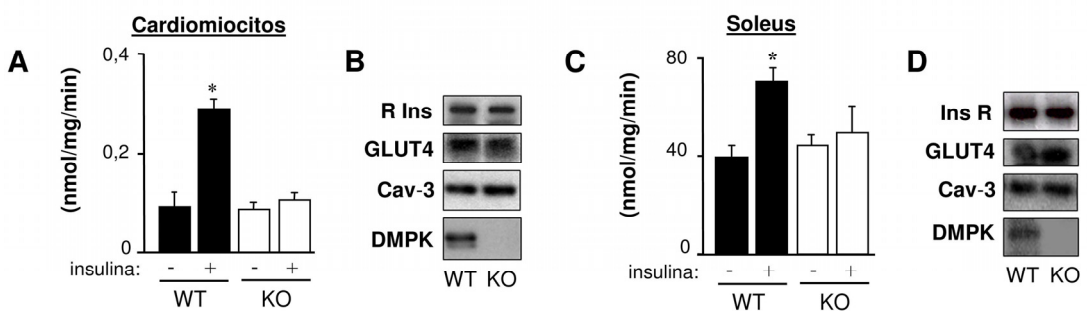 Cardiomiocitos
A
(nmol/mg/min)
0,4
0,2
0
*
insulina: - + - +
WT KO
B
R Ins
GLUT4
Cav-3
DMPK
WT KO
Soleus
C
(nmol/mg/min)
80
40
0
*
insulina: - + - +
WT KO
D
Ins R
GLUT4
Cav-3
DMPK
WT KO